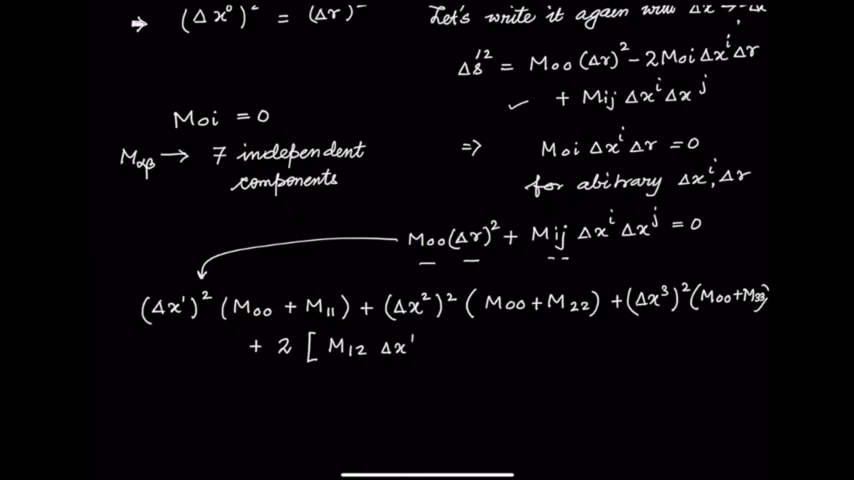 → (Δx⁰)² = (Δr)²
Let's write it again with Δx → -Δx
Δs'² = M₀₀ (Δr)² - 2M₀ᵢ Δxⁱ Δr
✓ + Mᵢⱼ Δxⁱ Δxʲ
M₀ᵢ = 0
M_αβ → 7 independent
components
=> M₀ᵢ Δxⁱ Δr = 0
for abitrary Δxⁱ, Δr
M₀₀(Δr)² + Mᵢⱼ Δxⁱ Δxʲ = 0
(Δx¹)² (M₀₀ + M₁₁) + (Δx²)² (M₀₀ + M₂₂) + (Δx³)² (M₀₀ + M₃₃)
+ 2 [ M₁₂ Δx¹